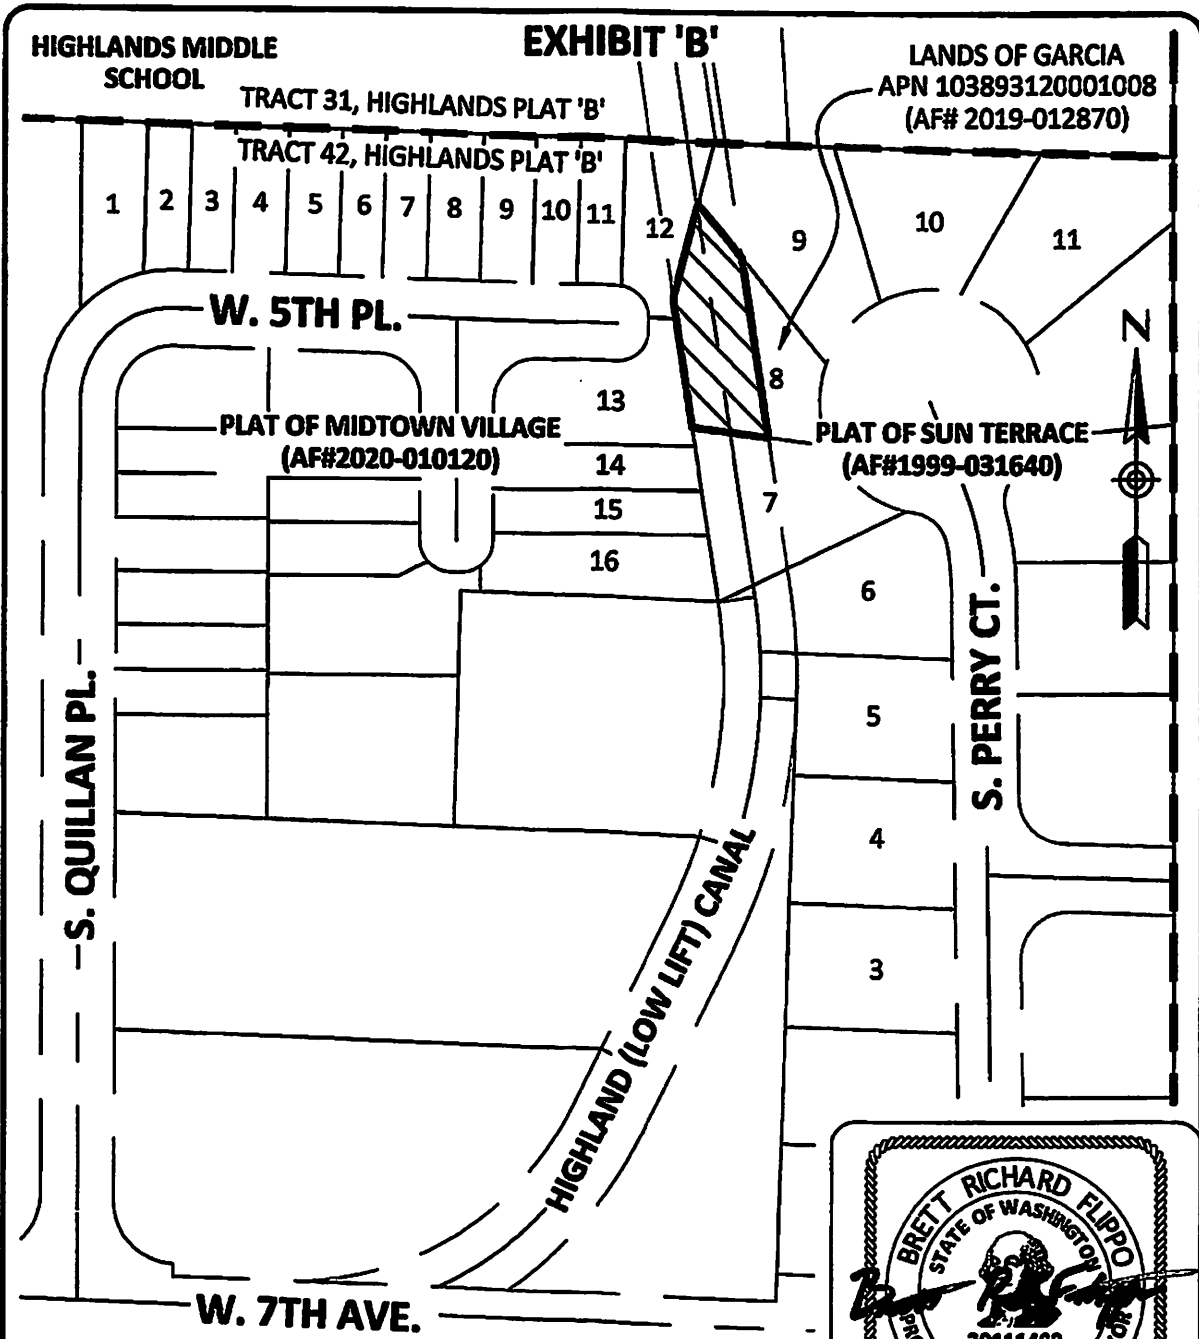 EXHIBIT 'B'
HIGHLANDS MIDDLE
SCHOOL
LANDS OF GARCIA
APN 103893120001008
(AF# 2019-012870)
TRACT 31, HIGHLANDS PLAT 'B'
TRACT 42, HIGHLANDS PLAT 'B'
1 2 3 4 5 6 7 8 9 10 11 12
9 10 11
W. 5TH PL.
N
8
13
PLAT OF MIDTOWN VILLAGE
(AF#2020-010120)
PLAT OF SUN TERRACE
(AF#1999-031640)
14
15
7
16
6
S. QUILLAN PL.
S. PERRY CT.
5
4
HIGHLAND (LOW LIFT) CANAL
3
BRETT RICHARD FLIPPO
STATE OF WASHINGTON
W. 7TH AVE.